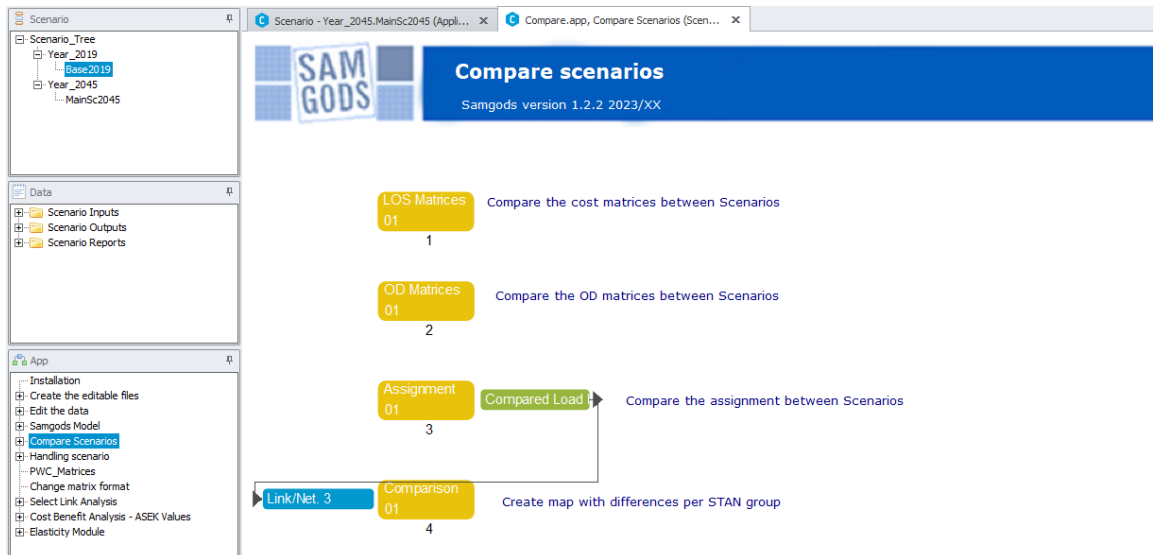 Scenario
Scenario_Tree
Year_2019
Base2019
Year_2045
MainSc2045
Data
Scenario Inputs
Scenario Outputs
Scenario Reports
App
Installation
Create the editable files
Edit the data
Samgods Model
Compare Scenarios
Handling scenario
PWC_Matrices
Change matrix format
Select Link Analysis
Cost Benefit Analysis - ASEK Values
Elasticity Module
Scenario - Year_2045.MainSc2045 (Appli... X
Compare.app, Compare Scenarios (Scen... X
SAM
GODS
Compare scenarios
Samgods version 1.2.2 2023/XX
LOS Matrices
01
1
Compare the cost matrices between Scenarios
OD Matrices
01
2
Compare the OD matrices between Scenarios
Assignment
01
3
Compared Load
Compare the assignment between Scenarios
Link/Net. 3
Comparison
01
4
Create map with differences per STAN group